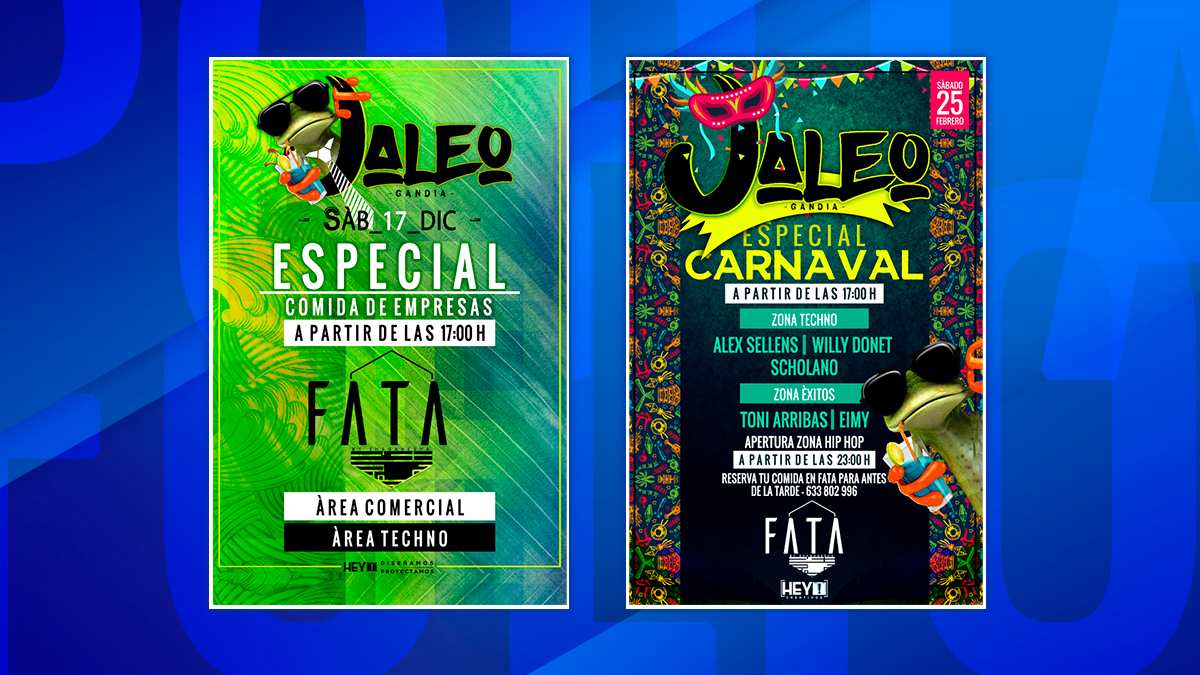 JALEO
- GANDIA -
- SÁB_17_DIC -
ESPECIAL
COMIDA DE EMPRESAS
A PARTIR DE LAS 17:00 H
FATA
ÀREA COMERCIAL
ÀREA TECHNO
HEY! DISEÑAMOS
PROYECTAMOS
SÀBADO
25
FEBRERO
JALEO
- GANDIA -
ESPECIAL
CARNAVAL
A PARTIR DE LAS 17:00 H
ZONA TECHNO
ALEX SELLENS | WILLY DONET
SCHOLANO
ZONA ÈXITOS
TONI ARRIBAS | EIMY
APERTURA ZONA HIP HOP
A PARTIR DE LAS 23:00 H
RESERVA TU COMIDA EN FATA PARA ANTES
DE LA TARDE - 633 802 996
FATA
HEY!
CREATIVOS